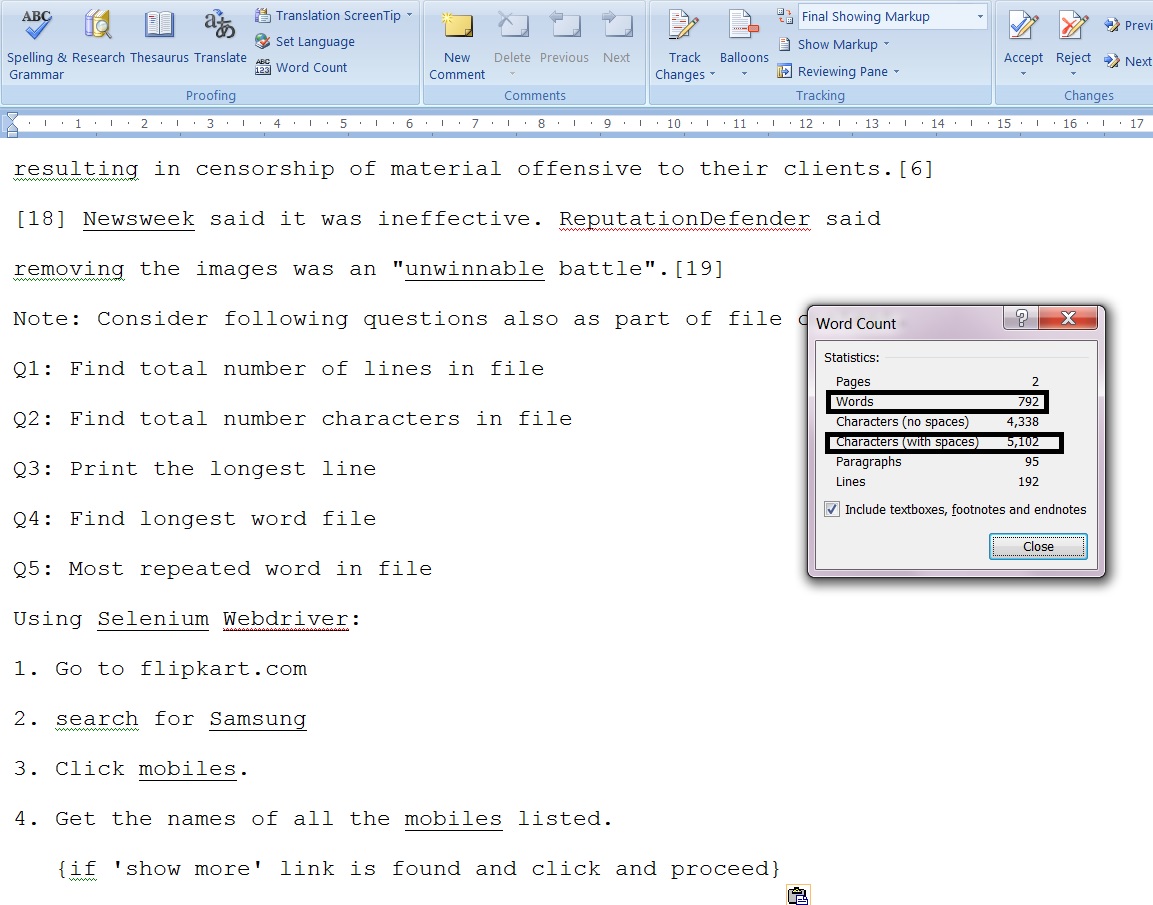 ABC
Spelling & Grammar
Research
Thesaurus
Translate
Translation ScreenTip
Set Language
ABC 123 Word Count
Proofing
New Comment
Delete
Previous
Next
Comments
Track Changes
Balloons
Final Showing Markup
Show Markup
Reviewing Pane
Tracking
Accept
Reject
Previ
Next
Changes
1 2 3 4 5 6 7 8 9 10 11 12 13 14 15 16 17
resulting in censorship of material offensive to their clients.[6]
[18] Newsweek said it was ineffective. ReputationDefender said
removing the images was an "unwinnable battle".[19]
Note: Consider following questions also as part of file
Q1: Find total number of lines in file
Q2: Find total number characters in file
Q3: Print the longest line
Q4: Find longest word file
Q5: Most repeated word in file
Using Selenium Webdriver:
1. Go to flipkart.com
2. search for Samsung
3. Click mobiles.
4. Get the names of all the mobiles listed.
{if 'show more' link is found and click and proceed}
Word Count
?
X
Statistics:
Pages 2
Words 792
Characters (no spaces) 4,338
Characters (with spaces) 5,102
Paragraphs 95
Lines 192
Include textboxes, footnotes and endnotes
Close